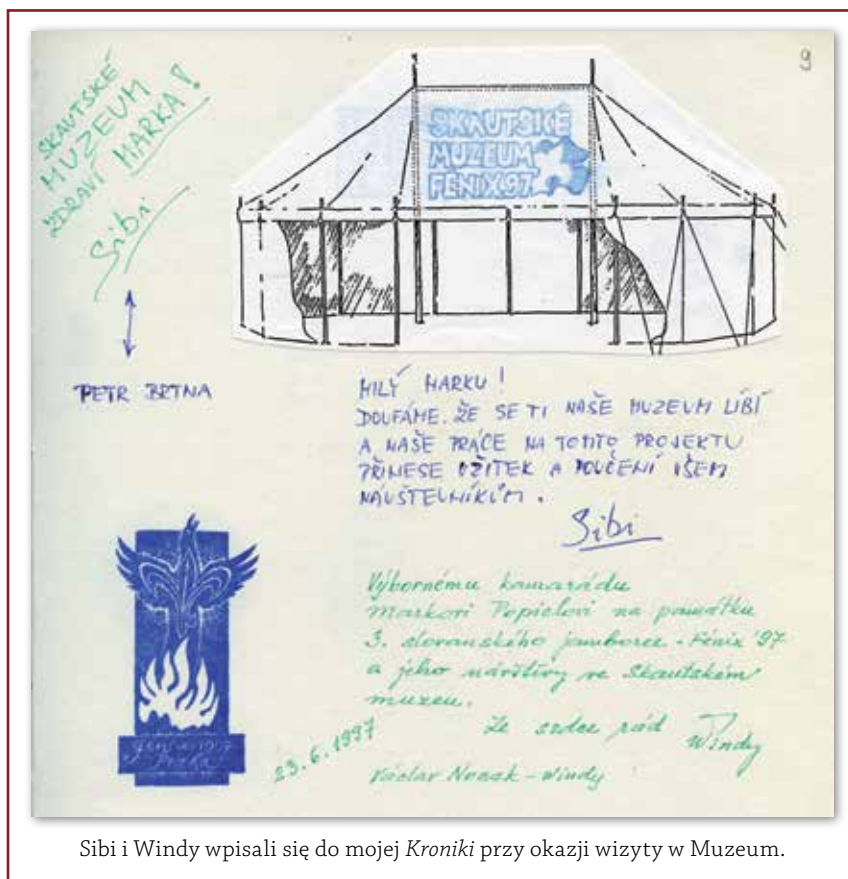 9
SKAUTSKÉ
MUZEUM
ZDRAVÍ MARKA!
Sibi
SKAUTSKÉ
MUZEUM
FÉNIX 97
PETR BRTNA
MILÝ MARKU!
DOUFÁME, ŽE SE TI NAŠE MUZEUM LÍBÍ
A NAŠE PRÁCE NA TOMTO PROJEKTU
PŘINESE UŽITEK A POUČENÍ VŠEM
NÁVŠTEVNÍKŮM.
Sibi
Výbornému kamarádu
Markovi Popielovi na památku
3. slovanského jamboree - Fénix '97
a jeho návštěvy ve Skautském
muzeu.
Ze srdce rád Windy
23.6.1997
Václav Nosek - Windy
Praha
Sibi i Windy wpisali się do mojej Kroniki przy okazji wizyty w Muzeum.